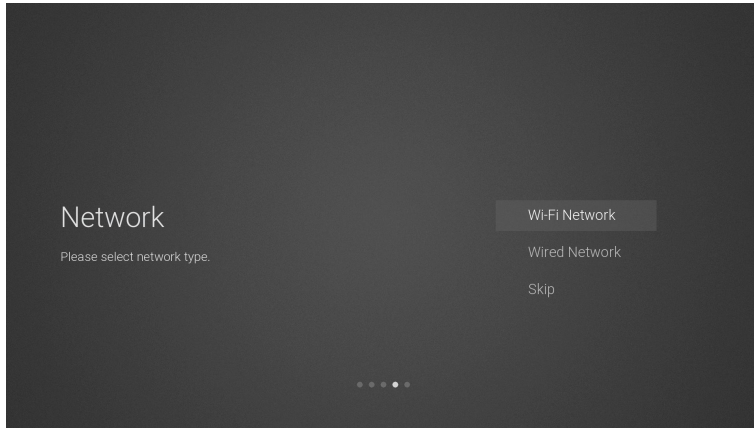 Network
Please select network type.
Wi-Fi Network
Wired Network
Skip